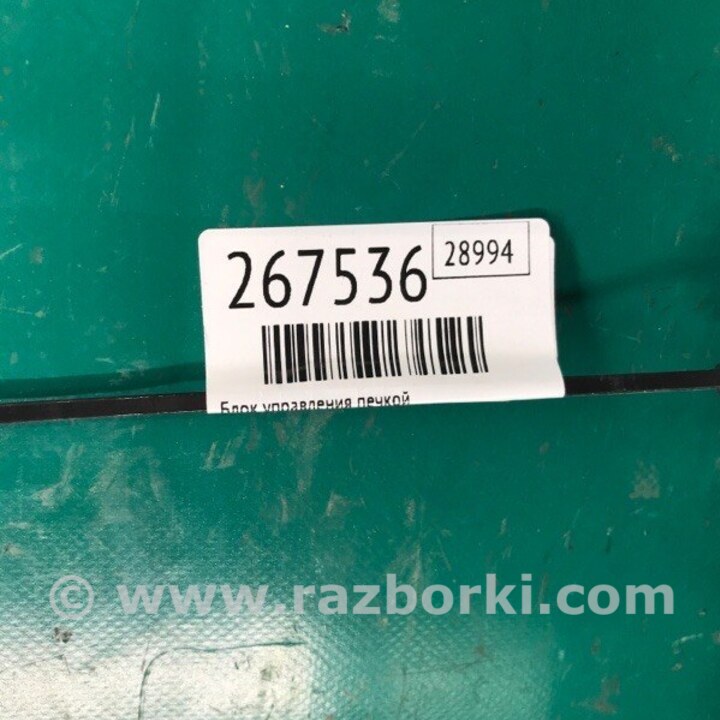 267536
28994
Блок управления печкой
© www.razborki.com